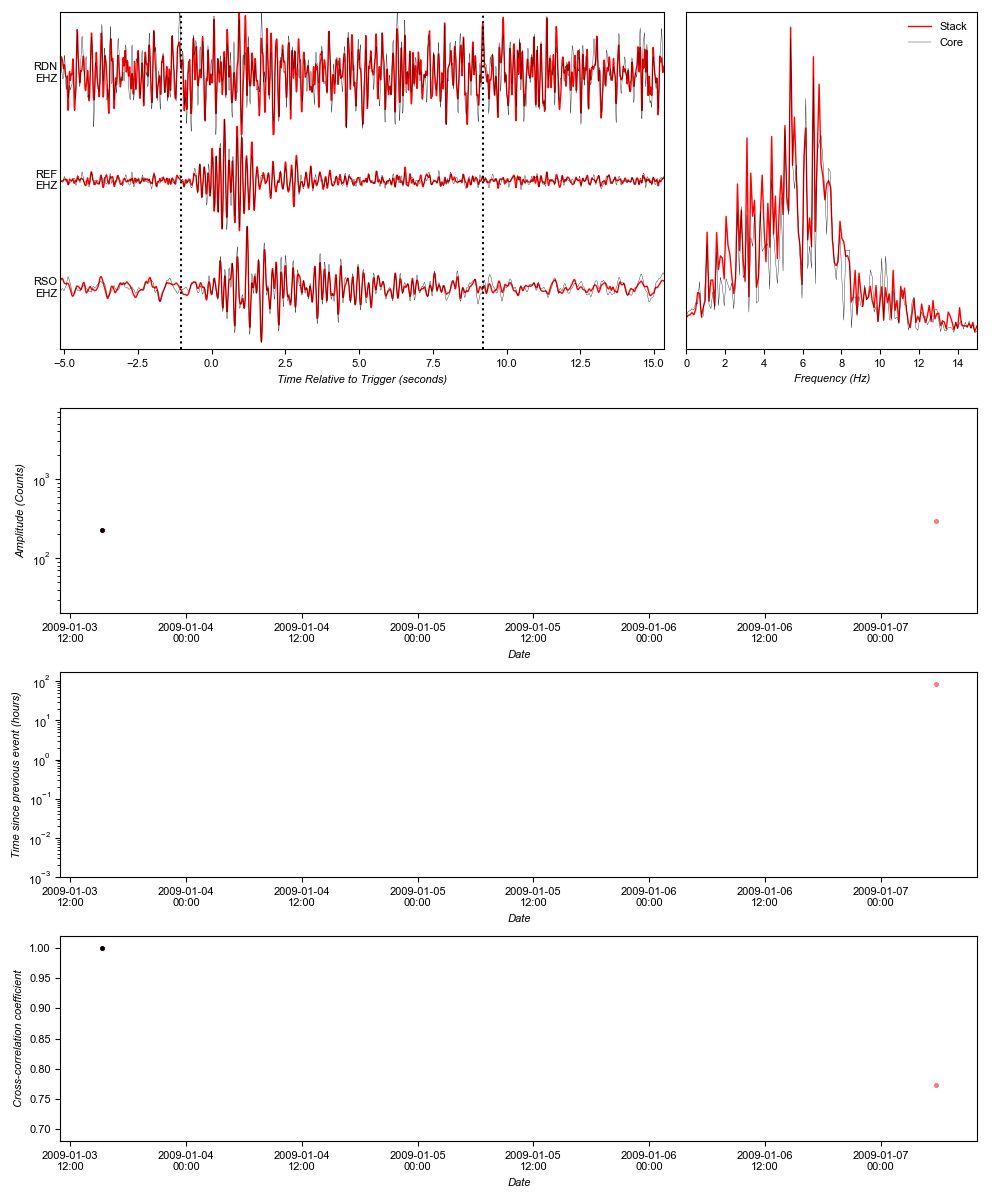 RDN
EHZ
REF
EHZ
RSO
EHZ
−5.0 −2.5 0.0 2.5 5.0 7.5 10.0 12.5 15.0
Time Relative to Trigger (seconds)
Stack
Core
0 2 4 6 8 10 12 14
Frequency (Hz)
Amplitude (Counts)
10³
10²
2009-01-03 2009-01-04 2009-01-04 2009-01-05 2009-01-05 2009-01-06 2009-01-06 2009-01-07
12:00 00:00 12:00 00:00 12:00 00:00 12:00 00:00
Date
Time since previous event (hours)
10²
10¹
10⁰
10⁻¹
10⁻²
10⁻³
2009-01-03 2009-01-04 2009-01-04 2009-01-05 2009-01-05 2009-01-06 2009-01-06 2009-01-07
12:00 00:00 12:00 00:00 12:00 00:00 12:00 00:00
Date
Cross-correlation coefficient
1.00
0.95
0.90
0.85
0.80
0.75
0.70
2009-01-03 2009-01-04 2009-01-04 2009-01-05 2009-01-05 2009-01-06 2009-01-06 2009-01-07
12:00 00:00 12:00 00:00 12:00 00:00 12:00 00:00
Date